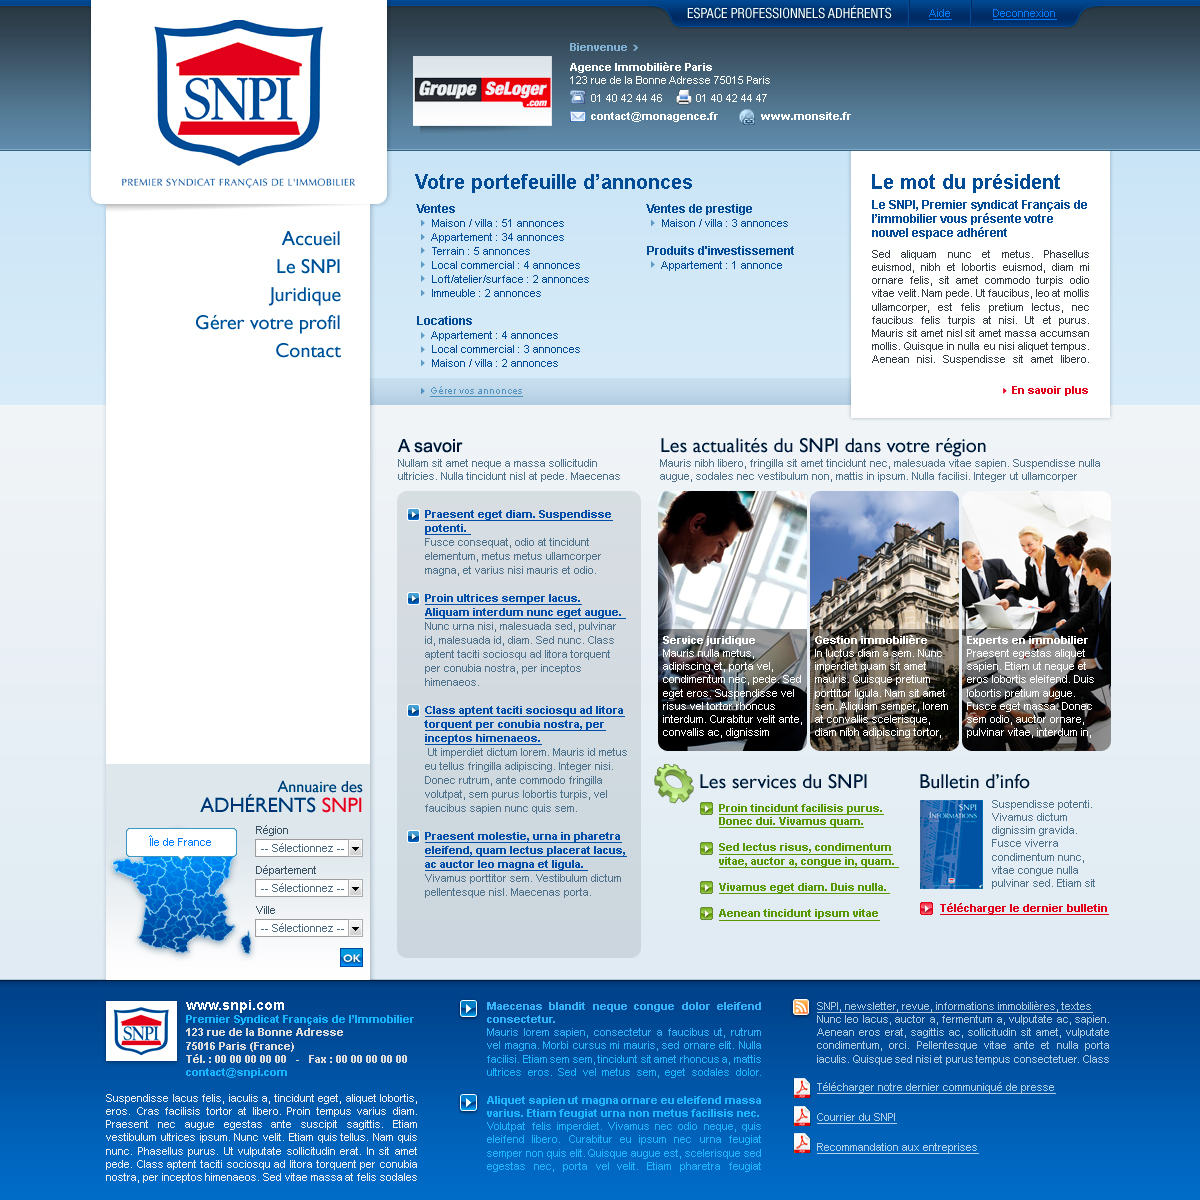 ESPACE PROFESSIONNELS ADHÉRENTS
Aide
Deconnexion
SNPI
PREMIER SYNDICAT FRANÇAIS DE L'IMMOBILIER
Groupe SeLoger
.com
Bienvenue
Agence Immobilière Paris
123 rue de la Bonne Adresse 75015 Paris
01 40 42 44 46
01 40 42 44 47
contact@monagence.fr
www.monsite.fr
Accueil
Le SNPI
Juridique
Gérer votre profil
Contact
Votre portefeuille d'annonces
Ventes
Maison / villa : 51 annonces
Appartement : 34 annonces
Terrain : 5 annonces
Local commercial : 4 annonces
Loft/atelier/surface : 2 annonces
Immeuble : 2 annonces
Locations
Appartement : 4 annonces
Local commercial : 3 annonces
Maison / villa : 2 annonces
Ventes de prestige
Maison / villa : 3 annonces
Produits d'investissement
Appartement : 1 annonce
Gérer vos annonces
Le mot du président
Le SNPI, Premier syndicat Français de
l'immobilier vous présente votre
nouvel espace adhérent
Sed aliquam nunc et metus. Phasellus
euismod, nibh et lobortis euismod, diam mi
ornare felis, sit amet commodo turpis odio
vitae velit. Nam pede. Ut faucibus, leo at mollis
ullamcorper, est felis pretium lectus, nec
faucibus felis turpis at nisi. Ut et purus.
Mauris sit amet nisl sit amet massa accumsan
mollis. Quisque in nulla eu nisi aliquet tempus.
Aenean nisi. Suspendisse sit amet libero.
En savoir plus
A savoir
Nullam sit amet neque a massa sollicitudin
ultricies. Nulla tincidunt nisl at pede. Maecenas
Praesent eget diam. Suspendisse
potenti.
Fusce consequat, odio at tincidunt
elementum, metus metus ullamcorper
magna, et varius nisi mauris et odio.
Proin ultrices semper lacus.
Aliquam interdum nunc eget augue.
Nunc urna nisi, malesuada sed, pulvinar
id, malesuada id, diam. Sed nunc. Class
aptent taciti sociosqu ad litora torquent
per conubia nostra, per inceptos
himenaeos.
Class aptent taciti sociosqu ad litora
torquent per conubia nostra, per
inceptos himenaeos.
Ut imperdiet dictum lorem. Mauris id metus
eu tellus fringilla adipiscing. Integer nisi.
Donec rutrum, ante commodo fringilla
volutpat, sem purus lobortis turpis, vel
faucibus sapien nunc quis sem.
Praesent molestie, urna in pharetra
eleifend, quam lectus placerat lacus,
ac auctor leo magna et ligula.
Vivamus porttitor sem. Vestibulum dictum
pellentesque nisl. Maecenas porta.
Les actualités du SNPI dans votre région
Mauris nibh libero, fringilla sit amet tincidunt nec, malesuada vitae sapien. Suspendisse nulla
augue, sodales nec vestibulum non, mattis in ipsum. Nulla facilisi. Integer ut ullamcorper
Service juridique
Mauris nulla metus,
adipiscing et, porta vel,
condimentum nec, pede. Sed
eget eros. Suspendisse vel
risus vel tortor rhoncus
interdum. Curabitur velit ante,
convallis ac, dignissim
Gestion immobilière
In luctus diam a sem. Nunc
imperdiet quam sit amet
mauris. Quisque pretium
porttitor ligula. Nam sit amet
sem. Aliquam semper, lorem
at convallis scelerisque,
diam nibh adipiscing tortor,
Experts en immobilier
Praesent egestas aliquet
sapien. Etiam ut neque et
eros lobortis eleifend. Duis
lobortis pretium augue.
Fusce eget massa. Donec
sem odio, auctor ornare,
pulvinar vitae, interdum in,
Annuaire des
ADHÉRENTS SNPI
Île de France
Région
-- Sélectionnez --
Département
-- Sélectionnez --
Ville
-- Sélectionnez --
OK
Les services du SNPI
Proin tincidunt facilisis purus.
Donec dui. Vivamus quam.
Sed lectus risus, condimentum
vitae, auctor a, congue in, quam.
Vivamus eget diam. Duis nulla.
Aenean tincidunt ipsum vitae
Bulletin d'info
SNPI
INFORMATIONS
Suspendisse potenti.
Vivamus dictum
dignissim gravida.
Fusce viverra
condimentum nunc,
vitae congue nulla
pulvinar sed. Etiam sit
Télécharger le dernier bulletin
SNPI
www.snpi.com
Premier Syndicat Français de l'Immobilier
123 rue de la Bonne Adresse
75016 Paris (France)
Tél. : 00 00 00 00 00 - Fax : 00 00 00 00 00
contact@snpi.com
Suspendisse lacus felis, iaculis a, tincidunt eget, aliquet lobortis,
eros. Cras facilisis tortor at libero. Proin tempus varius diam.
Praesent nec augue egestas ante suscipit sagittis. Etiam
vestibulum ultrices ipsum. Nunc velit. Etiam quis tellus. Nam quis
nunc. Phasellus purus. Ut vulputate sollicitudin erat. In sit amet
pede. Class aptent taciti sociosqu ad litora torquent per conubia
nostra, per inceptos himenaeos. Sed vitae massa at felis sodales
Maecenas blandit neque congue dolor eleifend
consectetur.
Mauris lorem sapien, consectetur a faucibus ut, rutrum
vel magna. Morbi cursus mi mauris, sed ornare elit. Nulla
facilisi. Etiam sem sem, tincidunt sit amet rhoncus a, mattis
ultrices eros. Sed vel metus sem, eget sodales dolor.
Aliquet sapien ut magna ornare eu eleifend massa
varius. Etiam feugiat urna non metus facilisis nec.
Volutpat felis imperdiet. Vivamus nec odio neque, quis
eleifend libero. Curabitur eu ipsum nec urna feugiat
semper non quis elit. Quisque augue est, scelerisque sed
egestas nec, porta vel velit. Etiam pharetra feugiat
SNPI, newsletter, revue, informations immobilières, textes
Nunc leo lacus, auctor a, fermentum a, vulputate ac, sapien.
Aenean eros erat, sagittis ac, sollicitudin sit amet, vulputate
condimentum, orci. Pellentesque vitae ante et nulla porta
iaculis. Quisque sed nisi et purus tempus consectetuer. Class
Télécharger notre dernier communiqué de presse
Courrier du SNPI
Recommandation aux entreprises